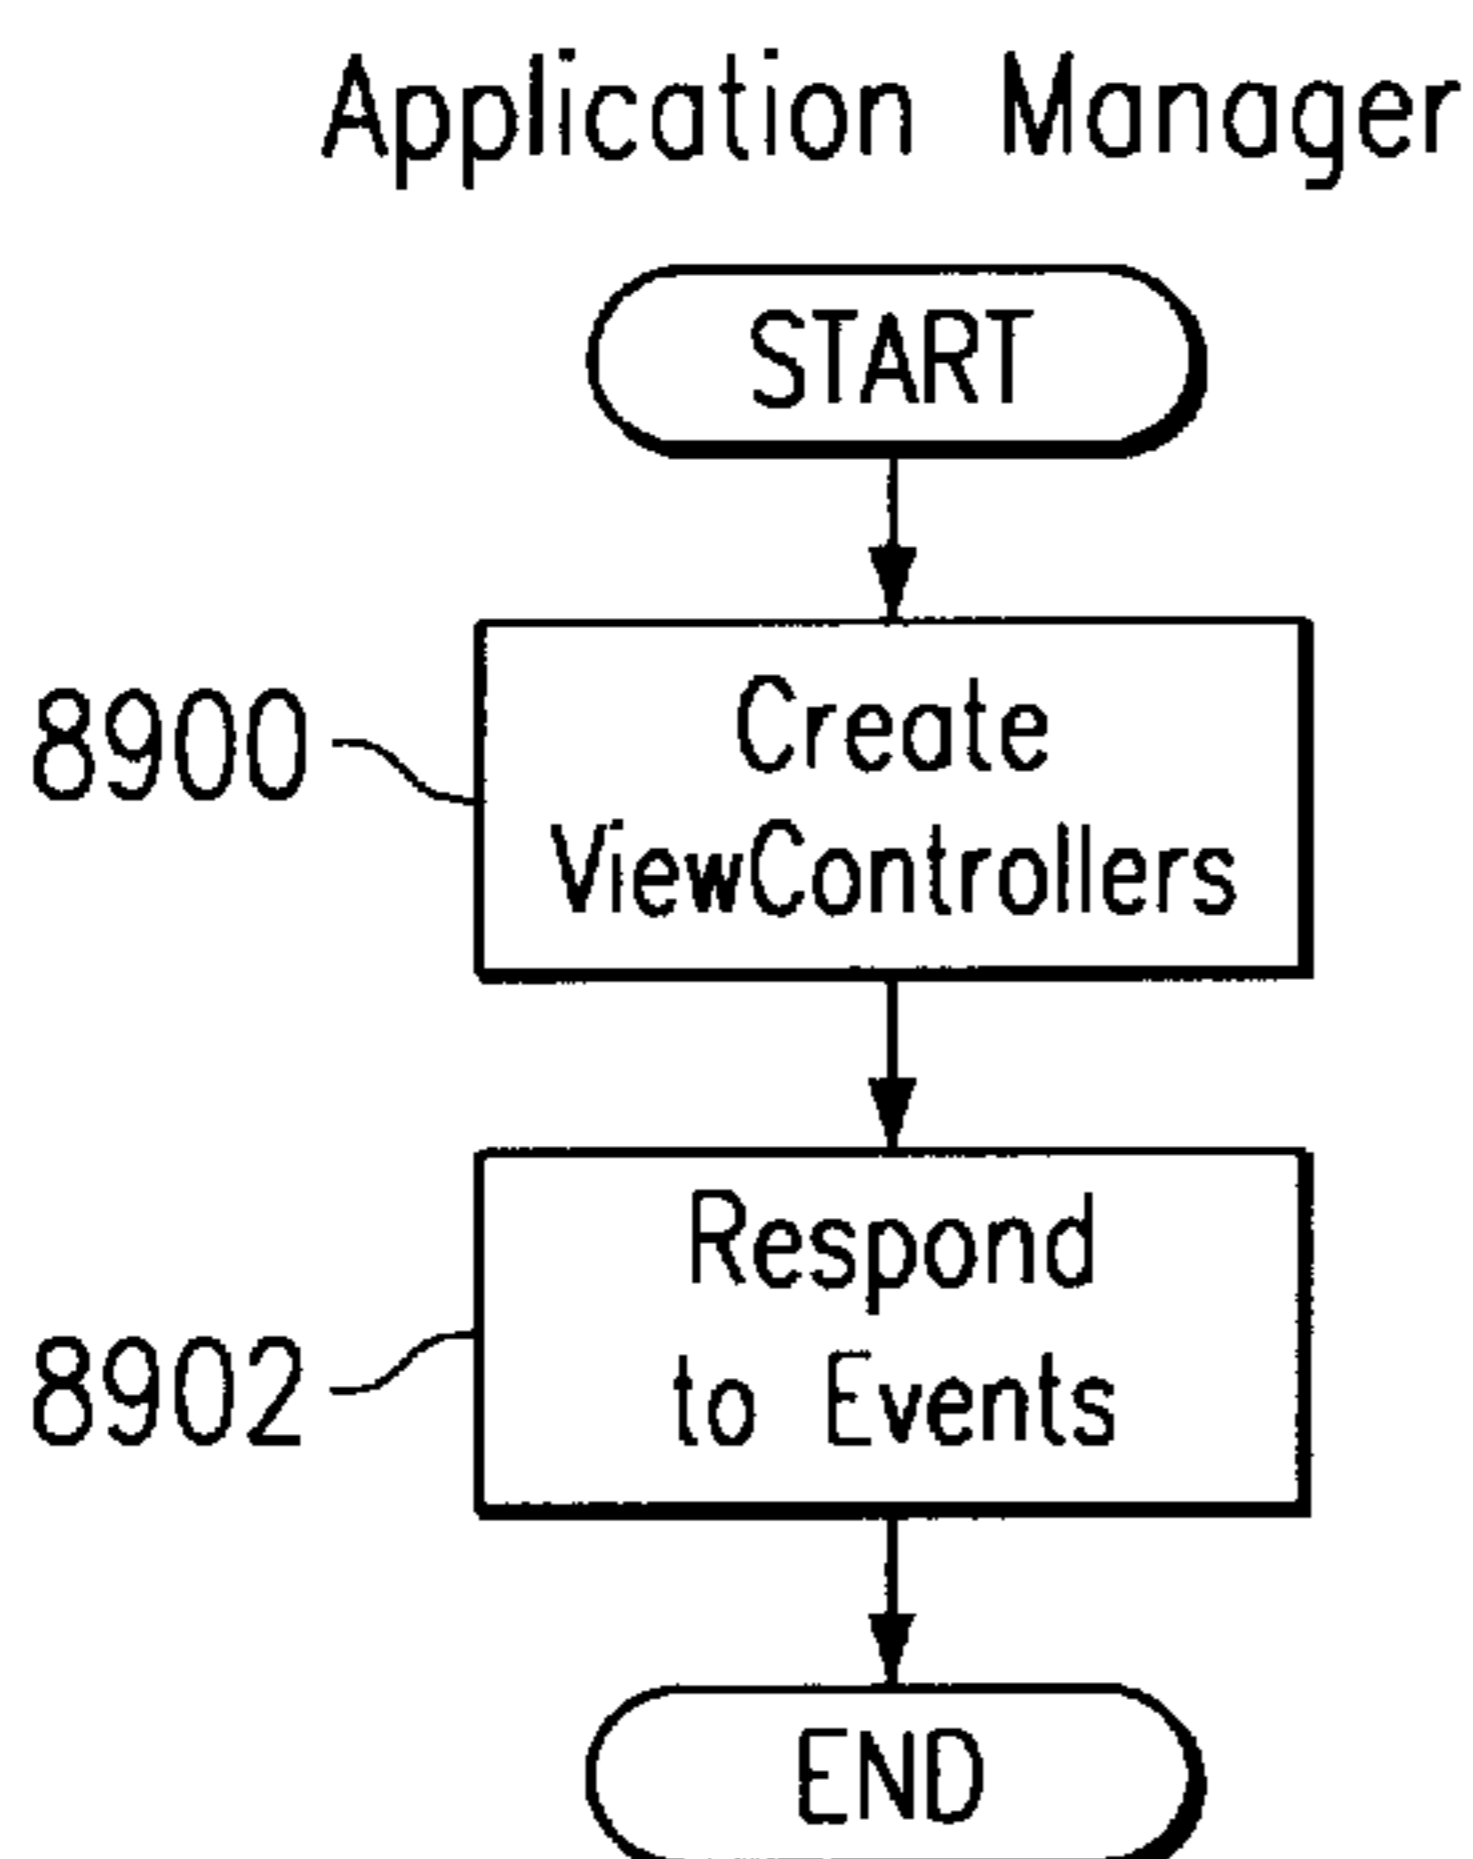 Application Manager
START
8900
Create
ViewControllers
Respond
to Events
8902
END